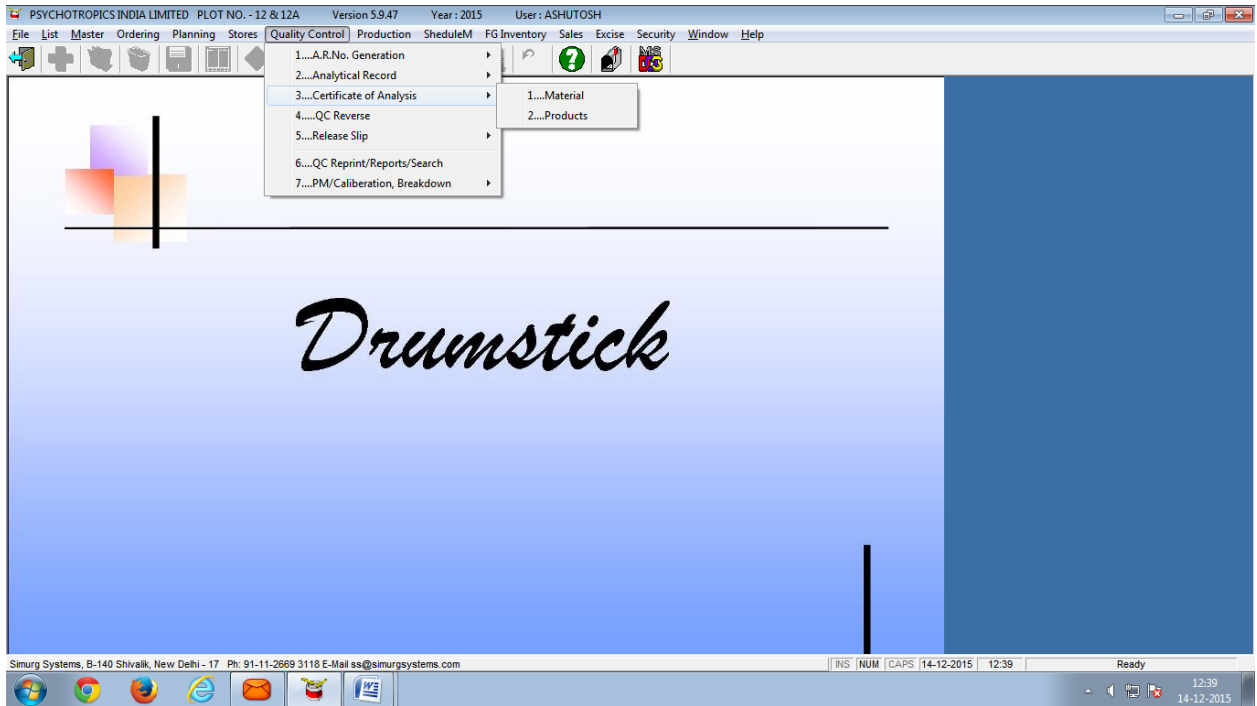 PSYCHOTROPICS INDIA LIMITED PLOT NO. - 12 & 12A Version 5.9.47 Year : 2015 User : ASHUTOSH
File List Master Ordering Planning Stores Quality Control Production SheduleM FG Inventory Sales Excise Security Window Help
MS
1....A.R.No. Generation
2....Analytical Record
3....Certificate of Analysis
4.....QC Reverse
5....Release Slip
6....QC Reprint/Reports/Search
7....PM/Caliberation, Breakdown
1....Material
2....Products
Drumstick
Simurg Systems, B-140 Shivalik, New Delhi - 17 Ph: 91-11-2669 3118 E-Mail ss@simurgsystems.com INS NUM CAPS 14-12-2015 12:39 Ready
12:39
14-12-2015